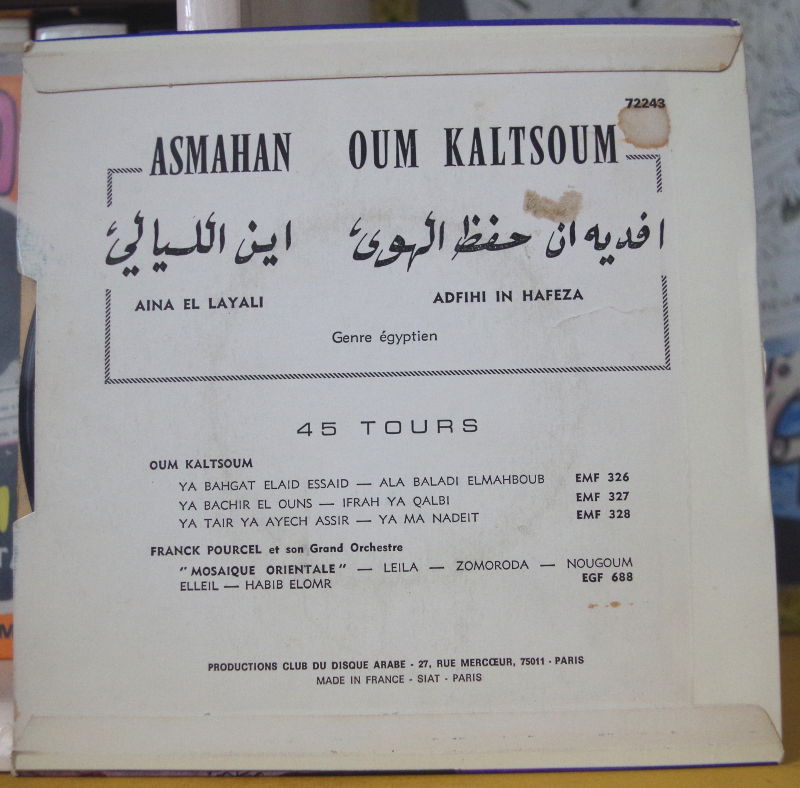 72243
ASMAHAN OUM KALTSOUM
اين الليالي افديه ان حفظ الهوى
AINA EL LAYALI ADFIHI IN HAFEZA
Genre égyptien
45 TOURS
OUM KALTSOUM
YA BAHGAT ELAID ESSAID — ALA BALADI ELMAHBOUB EMF 326
YA BACHIR EL OUNS — IFRAH YA QALBI EMF 327
YA TAIR YA AYECH ASSIR — YA MA NADEIT EMF 328
FRANCK POURCEL et son Grand Orchestre
"MOSAIQUE ORIENTALE" — LEILA — ZOMORODA — NOUGOUM
ELLEIL — HABIB ELOMR EGF 688
PRODUCTIONS CLUB DU DISQUE ARABE - 27, RUE MERCŒUR, 75011 - PARIS
MADE IN FRANCE - SIAT - PARIS